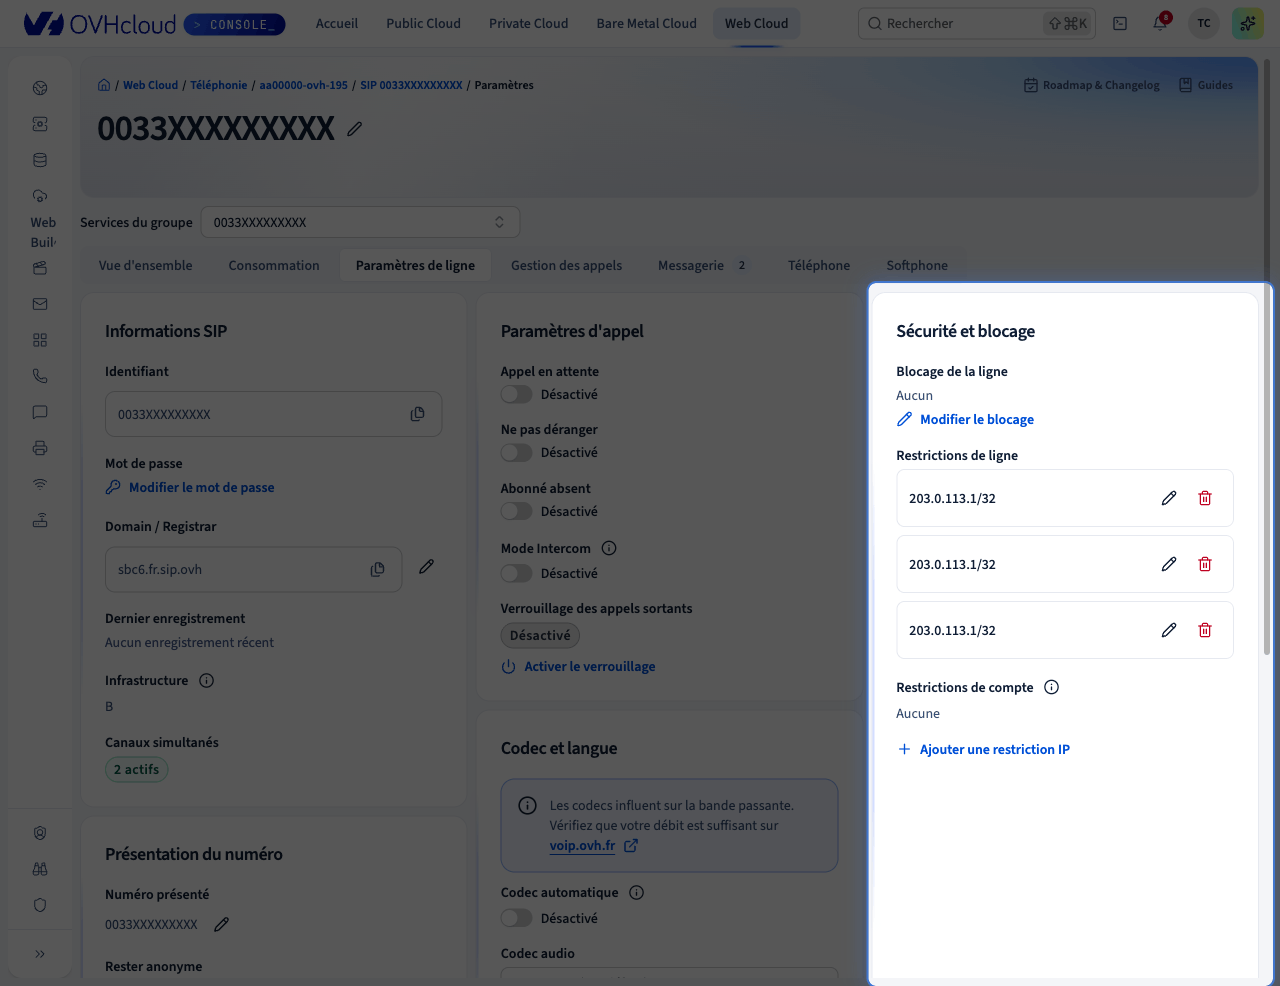 OVHcloud
> CONSOLE_
Accueil
Public Cloud
Private Cloud
Bare Metal Cloud
Web Cloud
Rechercher
⇧⌘K
8
TC
/ Web Cloud / Téléphonie / aa00000-ovh-195 / SIP 0033XXXXXXXXX / Paramètres
Roadmap & Changelog
Guides
0033XXXXXXXXX
Services du groupe
0033XXXXXXXXX
Web
Buil
Vue d'ensemble
Consommation
Paramètres de ligne
Gestion des appels
Messagerie 2
Téléphone
Softphone
Informations SIP
Identifiant
0033XXXXXXXXX
Mot de passe
Modifier le mot de passe
Domain / Registrar
sbc6.fr.sip.ovh
Dernier enregistrement
Aucun enregistrement récent
Infrastructure
B
Canaux simultanés
2 actifs
Présentation du numéro
Numéro présenté
0033XXXXXXXXX
Rester anonyme
Paramètres d'appel
Appel en attente
Désactivé
Ne pas déranger
Désactivé
Abonné absent
Désactivé
Mode Intercom
Désactivé
Verrouillage des appels sortants
Désactivé
Activer le verrouillage
Codec et langue
Les codecs influent sur la bande passante.
Vérifiez que votre débit est suffisant sur
voip.ovh.fr
Codec automatique
Désactivé
Codec audio
Sécurité et blocage
Blocage de la ligne
Aucun
Modifier le blocage
Restrictions de ligne
203.0.113.1/32
203.0.113.1/32
203.0.113.1/32
Restrictions de compte
Aucune
Ajouter une restriction IP